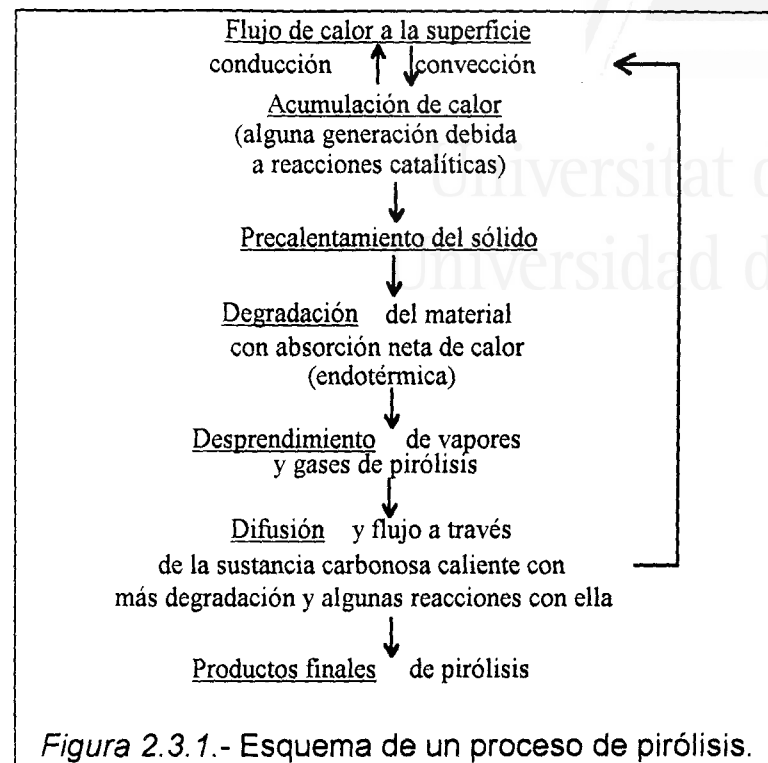 Flujo de calor a la superficie
conducción convección
Acumulación de calor
(alguna generación debida
a reacciones catalíticas)
Universitat d
Precalentamiento del sólido
Universidad d
Degradación del material
con absorción neta de calor
(endotérmica)
Desprendimiento de vapores
y gases de pirólisis
Difusión y flujo a través
de la sustancia carbonosa caliente con
más degradación y algunas reacciones con ella
Productos finales de pirólisis
Figura 2.3.1.- Esquema de un proceso de pirólisis.